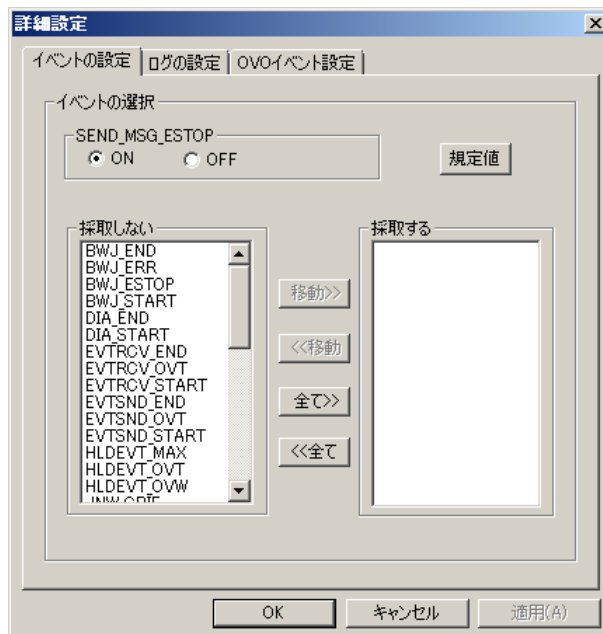 詳細設定
イベントの設定
ログの設定
OVOイベント設定
イベントの選択
SEND_MSG_ESTOP
ON
OFF
規定値
採取しない
BWJ_END
BWJ_ERR
BWJ_ESTOP
BWJ_START
DIA_END
DIA_START
EVTRCV_END
EVTRCV_OVT
EVTRCV_START
EVTSND_END
EVTSND_OVT
EVTSND_START
HLDEVT_MAX
HLDEVT_OVT
HLDEVT_OVW
移動>>
<<移動
全て>>
<<全て
採取する
OK
キャンセル
適用(A)